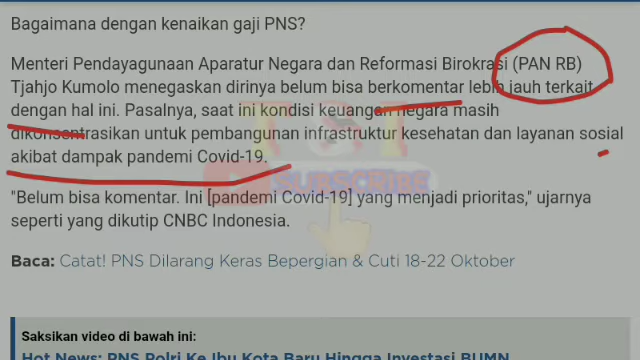 Bagaimana dengan kenaikan gaji PNS?
Menteri Pendayagunaan Aparatur Negara dan Reformasi Birokrasi (PAN RB)
Tjahjo Kumolo menegaskan dirinya belum bisa berkomentar lebih jauh terkait
dengan hal ini. Pasalnya, saat ini kondisi keuangan negara masih
dikonsentrasikan untuk pembangunan infrastruktur kesehatan dan layanan sosial
akibat dampak pandemi Covid-19.
SUBSCRIBE
"Belum bisa komentar. Ini [pandemi Covid-19] yang menjadi prioritas," ujarnya
seperti yang dikutip CNBC Indonesia.
Baca: Catat! PNS Dilarang Keras Bepergian & Cuti 18-22 Oktober
Saksikan video di bawah ini:
Hot News: PNS Polri Ke Ibu Kota Baru Hingga Investasi BUMN